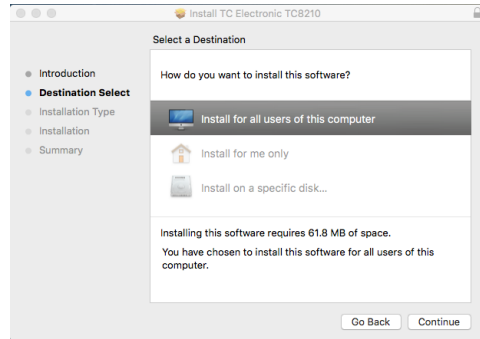 Install TC Electronic TC8210
Select a Destination
Introduction
Destination Select
Installation Type
Installation
Summary
How do you want to install this software?
Install for all users of this computer
Install for me only
Install on a specific disk...
Installing this software requires 61.8 MB of space.
You have chosen to install this software for all users of this
computer.
Go Back
Continue